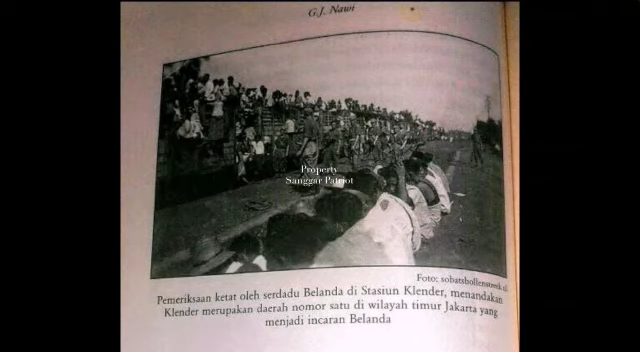 G.J. Nawi
Property
Sanggar Patriot
Foto: sobatshollenstreek.nl
Pemeriksaan ketat oleh serdadu Belanda di Stasiun Klender, menandakan
Klender merupakan daerah nomor satu di wilayah timur Jakarta yang
menjadi incaran Belanda